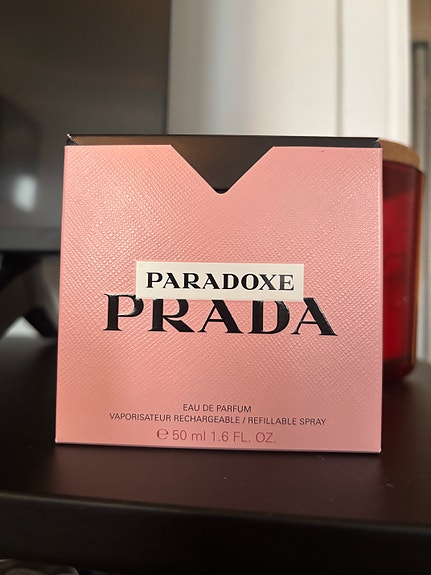 PARADOXE
PRADA
EAU DE PARFUM
VAPORISATEUR RECHARGEABLE / REFILLABLE SPRAY
℮ 50 ml 1.6 FL. OZ.